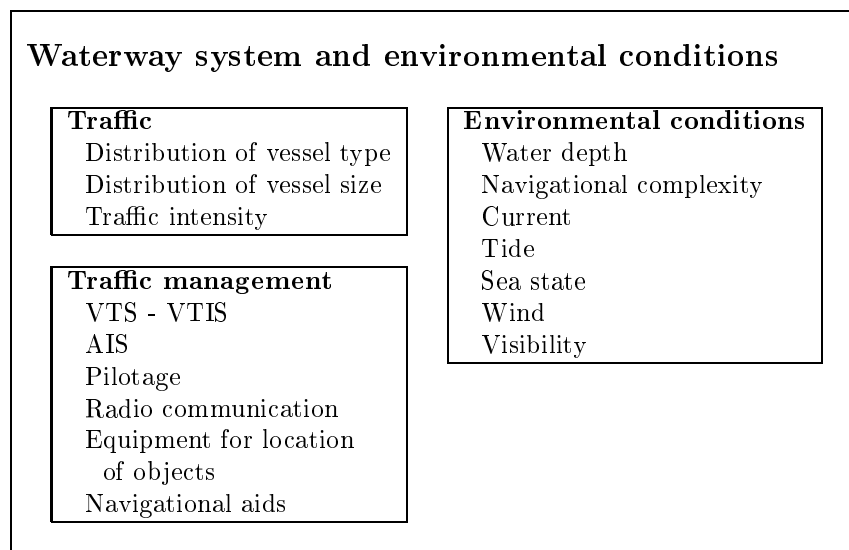 Waterway system and environmental conditions
Traffic
Distribution of vessel type
Distribution of vessel size
Traffic intensity
Traffic management
VTS - VTIS
AIS
Pilotage
Radio communication
Equipment for location
of objects
Navigational aids
Environmental conditions
Water depth
Navigational complexity
Current
Tide
Sea state
Wind
Visibility